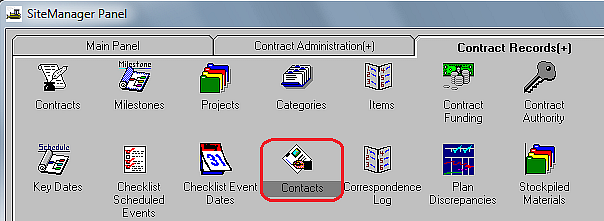 SiteManager Panel
Main Panel
Contract Administration(+)
Contract Records(+)
Milestone
Contracts
Milestones
Projects
Categories
Items
Contract
Funding
Contract
Authority
Schedule
31
Key Dates
Checklist
Scheduled
Events
Checklist Event
Dates
Contacts
Correspondence
Log
Plan
Discrepancies
Stockpiled
Materials